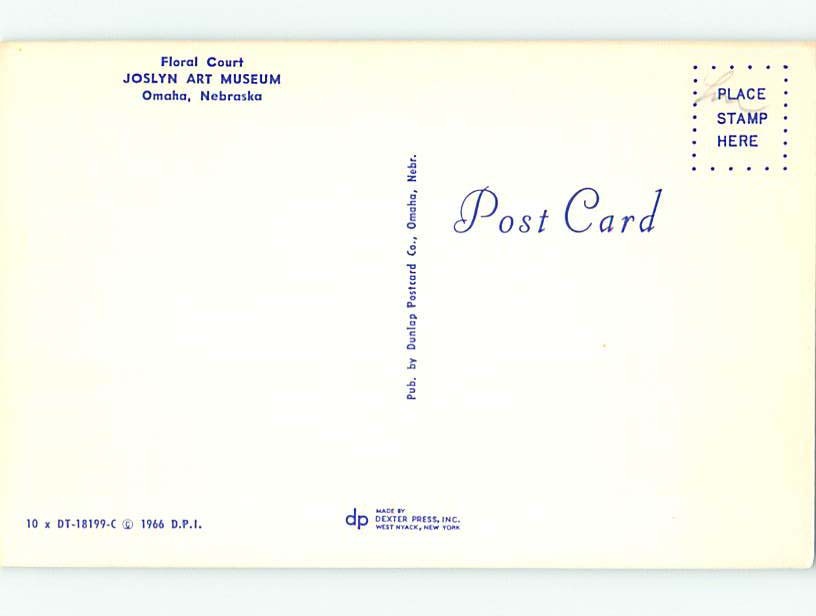 Floral Court
JOSLYN ART MUSEUM
Omaha, Nebraska
PLACE
STAMP
HERE
Post Card
Pub. by Dunlap Postcard Co., Omaha, Nebr.
10 x DT-18199-C © 1966 D.P.I.
dp
MADE BY
DEXTER PRESS, INC.
WEST NYACK, NEW YORK